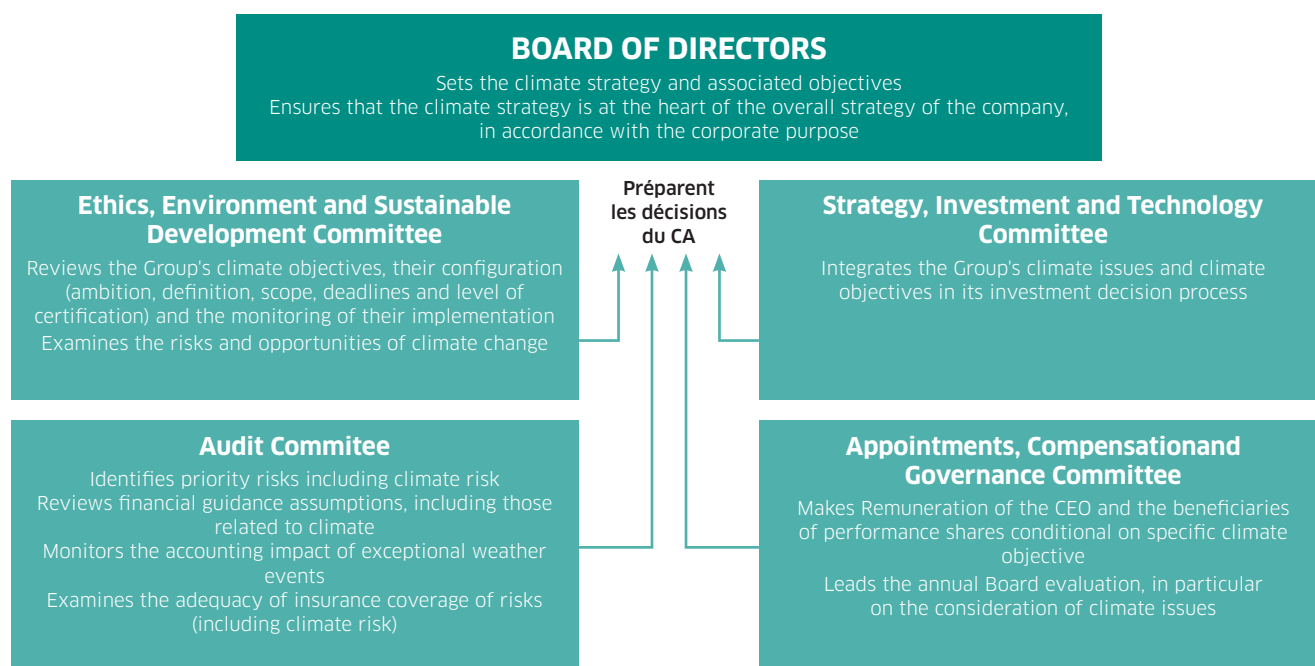 BOARD OF DIRECTORS
Sets the climate strategy and associated objectives
Ensures that the climate strategy is at the heart of the overall strategy of the company,
in accordance with the corporate purpose
Ethics, Environment and Sustainable
Development Committee
Reviews the Group's climate objectives, their configuration
(ambition, definition, scope, deadlines and level of
certification) and the monitoring of their implementation
Examines the risks and opportunities of climate change
Préparent
les décisions
du CA
Strategy, Investment and Technology
Committee
Integrates the Group's climate issues and climate
objectives in its investment decision process
Audit Commitee
Identifies priority risks including climate risk
Reviews financial guidance assumptions, including those
related to climate
Monitors the accounting impact of exceptional weather
events
Examines the adequacy of insurance coverage of risks
(including climate risk)
Appointments, Compensationand
Governance Committee
Makes Remuneration of the CEO and the beneficiaries
of performance shares conditional on specific climate
objective
Leads the annual Board evaluation, in particular
on the consideration of climate issues